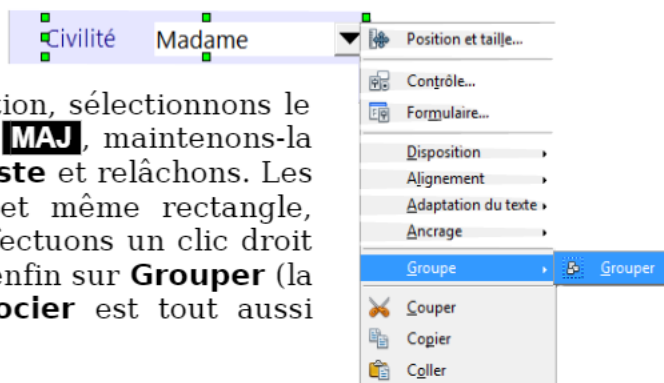 Civilité Madame
tion, sélectionnons le
MAJ, maintenons-la
ste et relâchons. Les
et même rectangle,
fectuons un clic droit
enfin sur Grouper (la
ocier est tout aussi
Position et taille...
Contrôle...
Formulaire...
Disposition
Alignement
Adaptation du texte
Ancrage
Groupe
Grouper
Couper
Copier
Coller